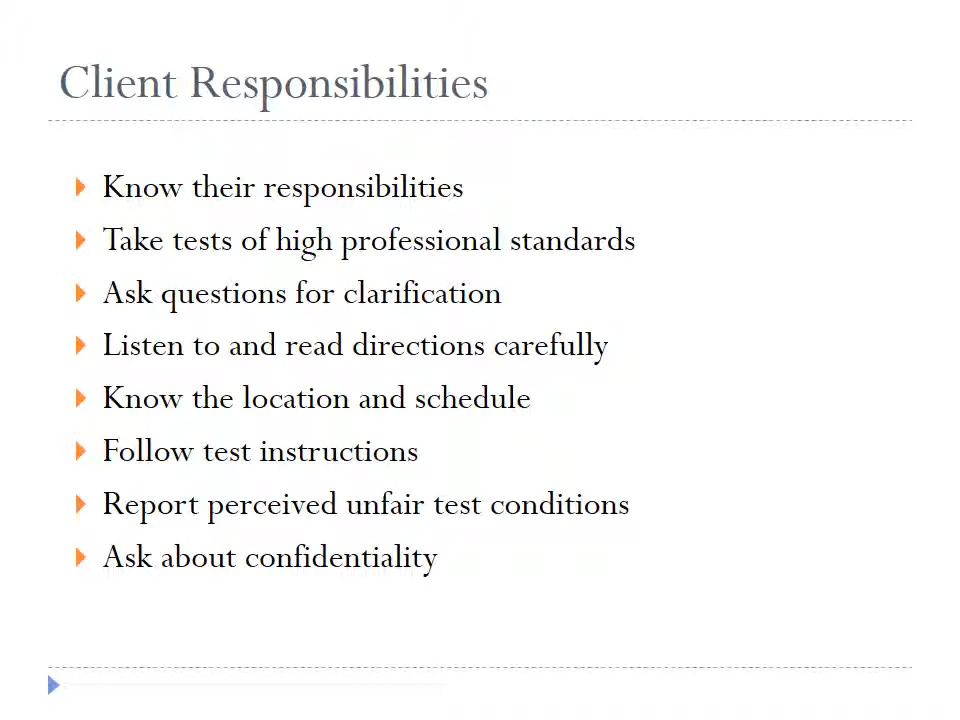 Client Responsibilities
Know their responsibilities
Take tests of high professional standards
Ask questions for clarification
Listen to and read directions carefully
Know the location and schedule
Follow test instructions
Report perceived unfair test conditions
Ask about confidentiality